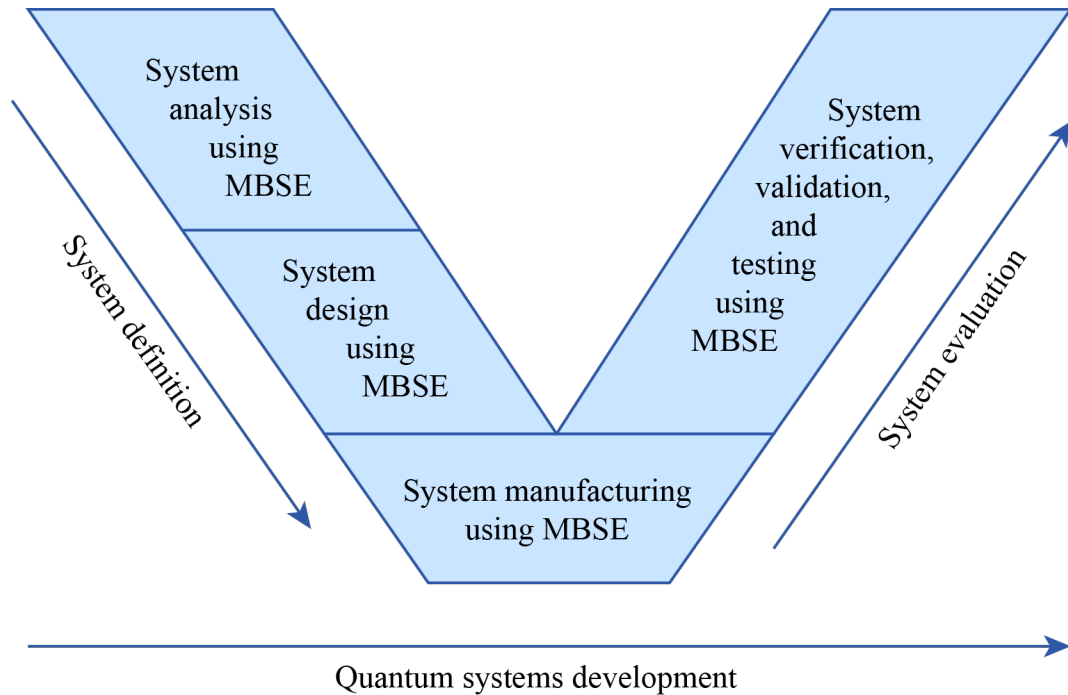 System
analysis
using
MBSE
System
design
using
MBSE
System manufacturing
using MBSE
System
verification,
validation,
and
testing
using
MBSE
System definition
System evaluation
Quantum systems development